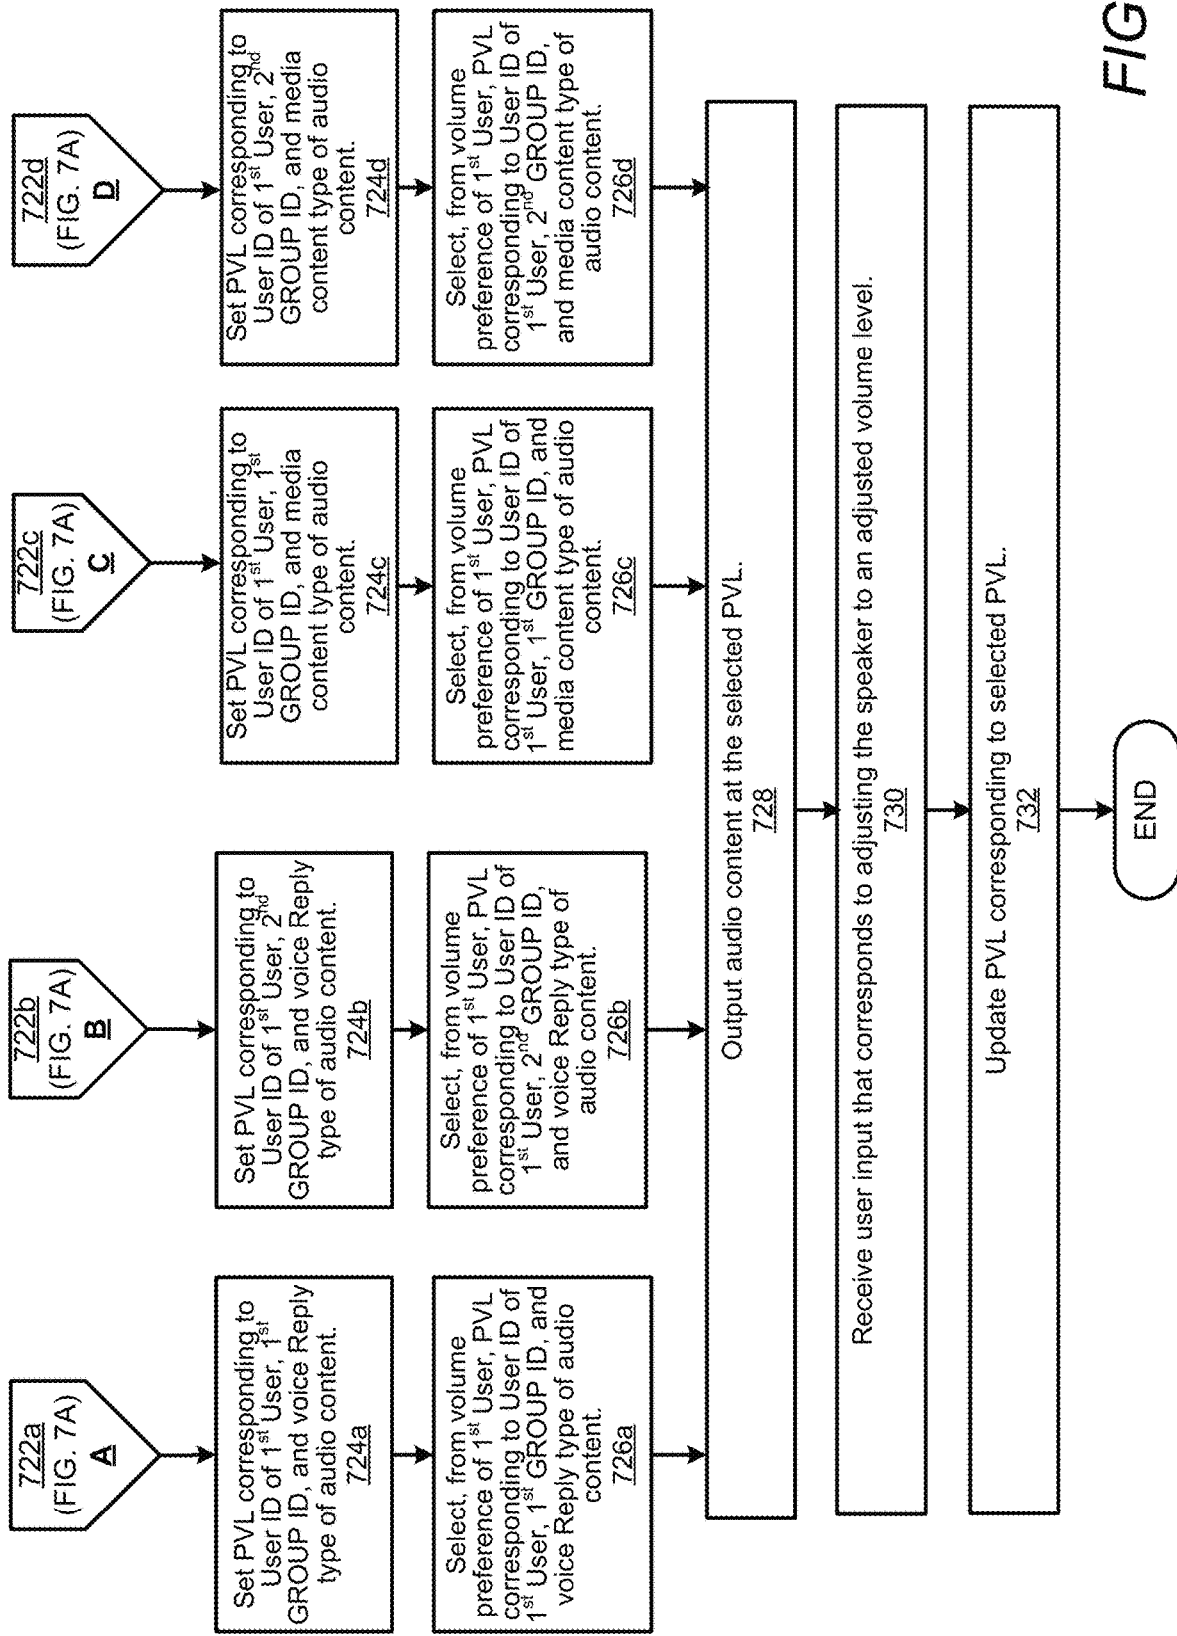 722a
(FIG. 7A)
A
722b
(FIG. 7A)
B
722c
(FIG. 7A)
C
722d
(FIG. 7A)
D
Set PVL corresponding to
User ID of 1st User, 1st
GROUP ID, and voice Reply
type of audio content.
724a
Set PVL corresponding to
User ID of 1st User, 2nd
GROUP ID, and voice Reply
type of audio content.
724b
Set PVL corresponding to
User ID of 1st User, 1st
GROUP ID, and media
content type of audio
content.
724c
Set PVL corresponding to
User ID of 1st User, 2nd
GROUP ID, and media
content type of audio
content.
724d
Select, from volume
preference of 1st User, PVL
corresponding to User ID of
1st User, 1st GROUP ID, and
voice Reply type of audio
content.
726a
Select, from volume
preference of 1st User, PVL
corresponding to User ID of
1st User, 2nd GROUP ID,
and voice Reply type of
audio content.
726b
Select, from volume
preference of 1st User, PVL
corresponding to User ID of
1st User, 1st GROUP ID, and
media content type of audio
content.
726c
Select, from volume
preference of 1st User, PVL
corresponding to User ID of
1st User, 2nd GROUP ID,
and media content type of
audio content.
726d
Output audio content at the selected PVL.
728
Receive user input that corresponds to adjusting the speaker to an adjusted volume level.
730
Update PVL corresponding to selected PVL.
732
END
FIG